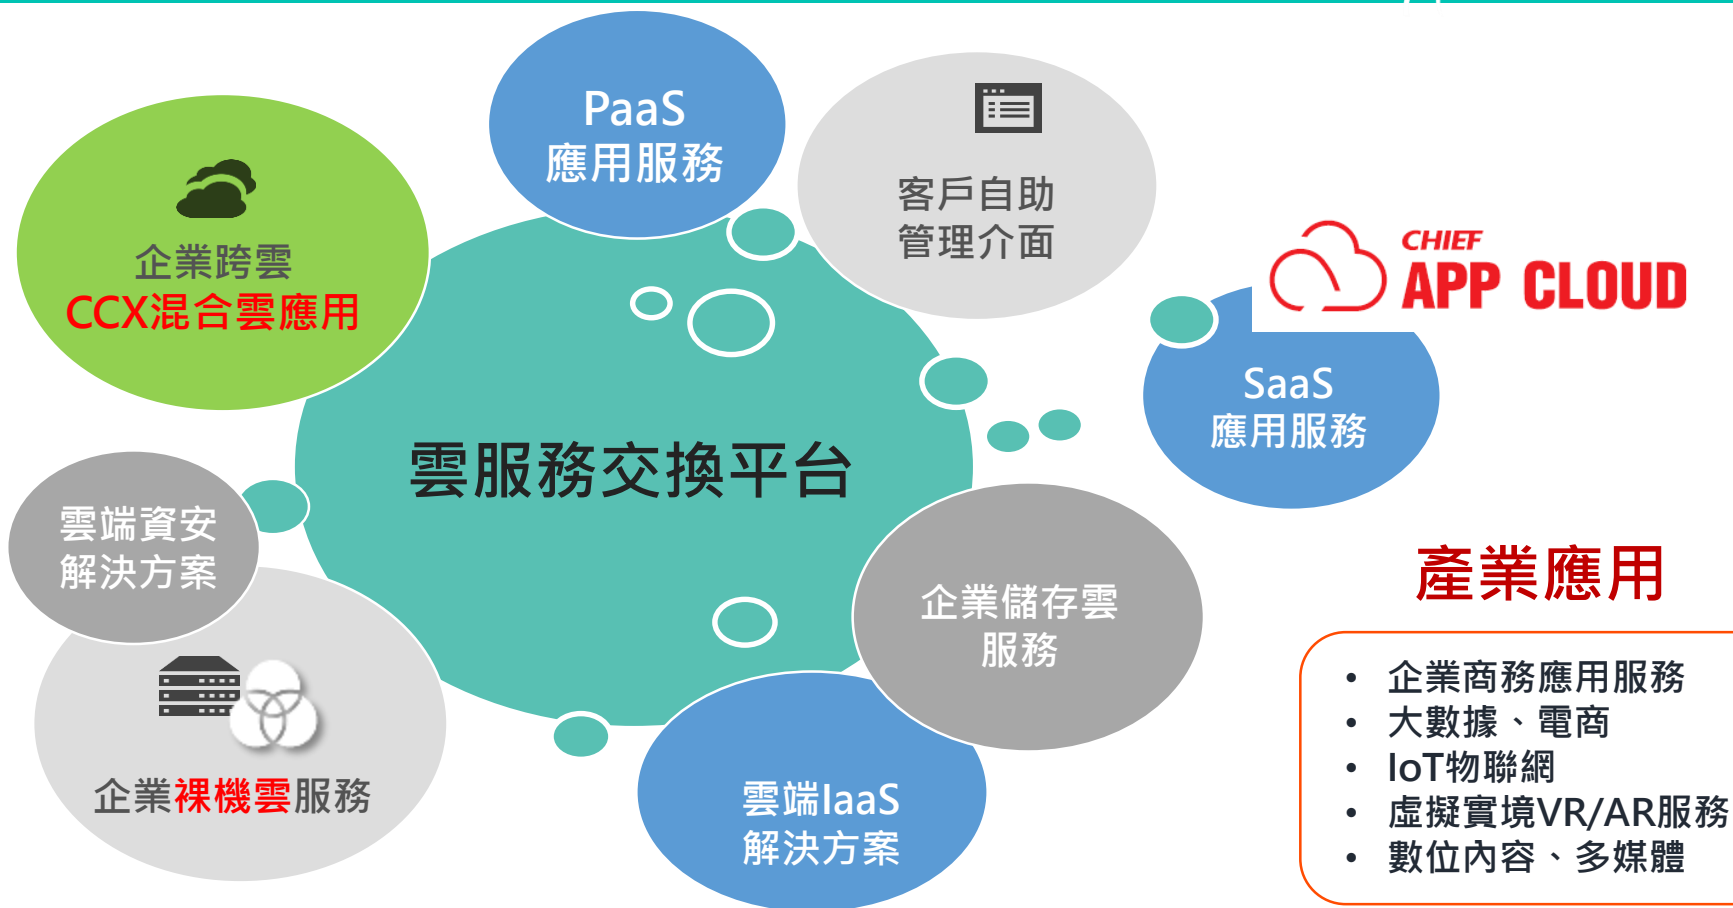 PaaS
應用服務
客戶自助
管理介面
企業跨雲
CCX混合雲應用
CHIEF
APP CLOUD
SaaS
應用服務
雲服務交換平台
雲端資安
解決方案
企業儲存雲
服務
企業裸機雲服務
雲端IaaS
解決方案
產業應用
• 企業商務應用服務
• 大數據、電商
• IoT物聯網
• 虛擬實境VR/AR服務
• 數位內容、多媒體